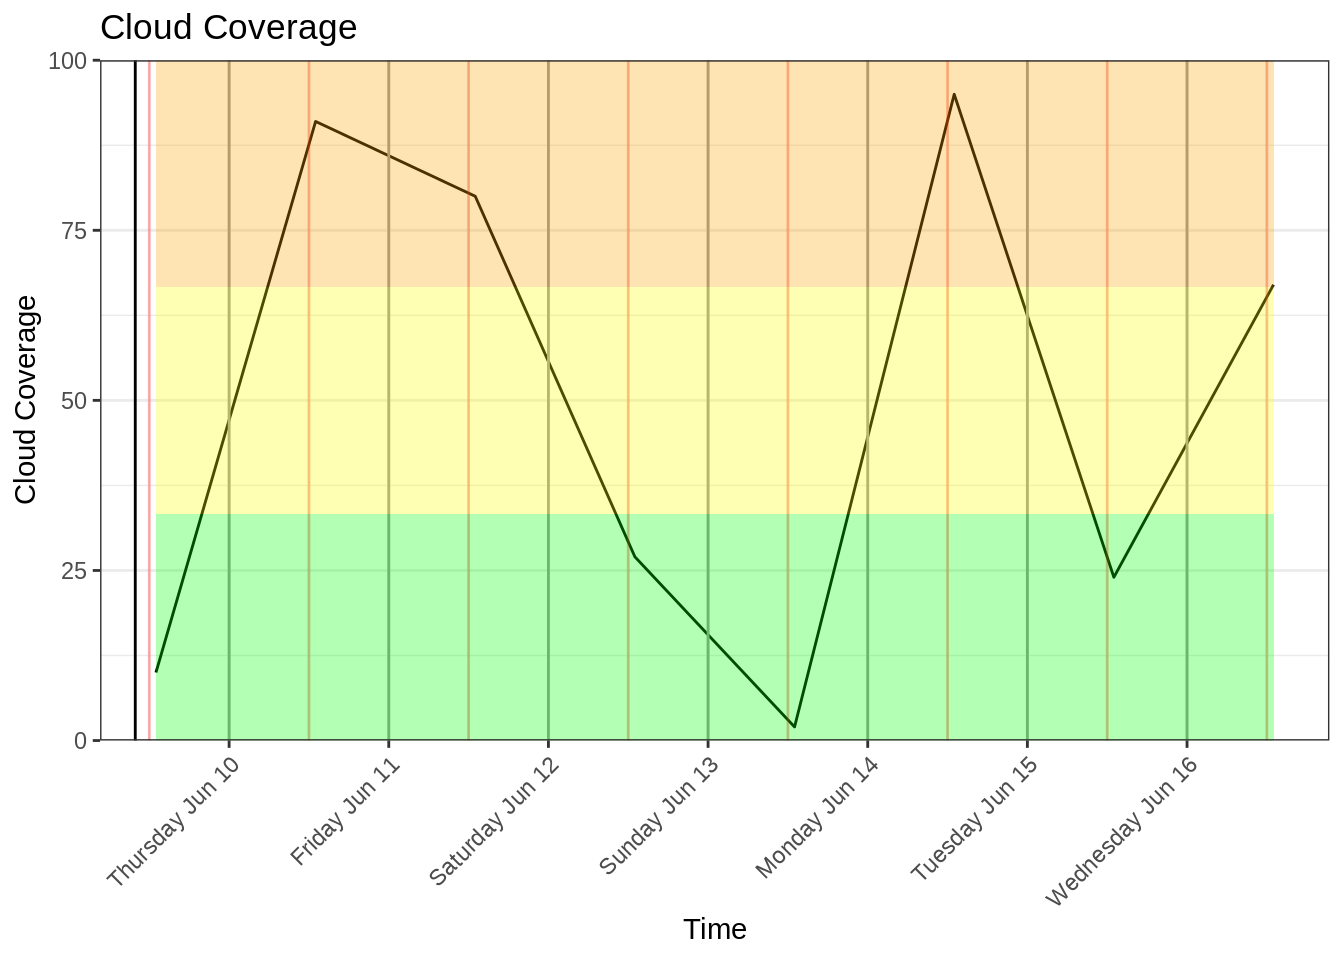 Cloud Coverage
100
75
50
25
0
Cloud Coverage
Thursday Jun 10
Friday Jun 11
Saturday Jun 12
Sunday Jun 13
Monday Jun 14
Tuesday Jun 15
Wednesday Jun 16
Time